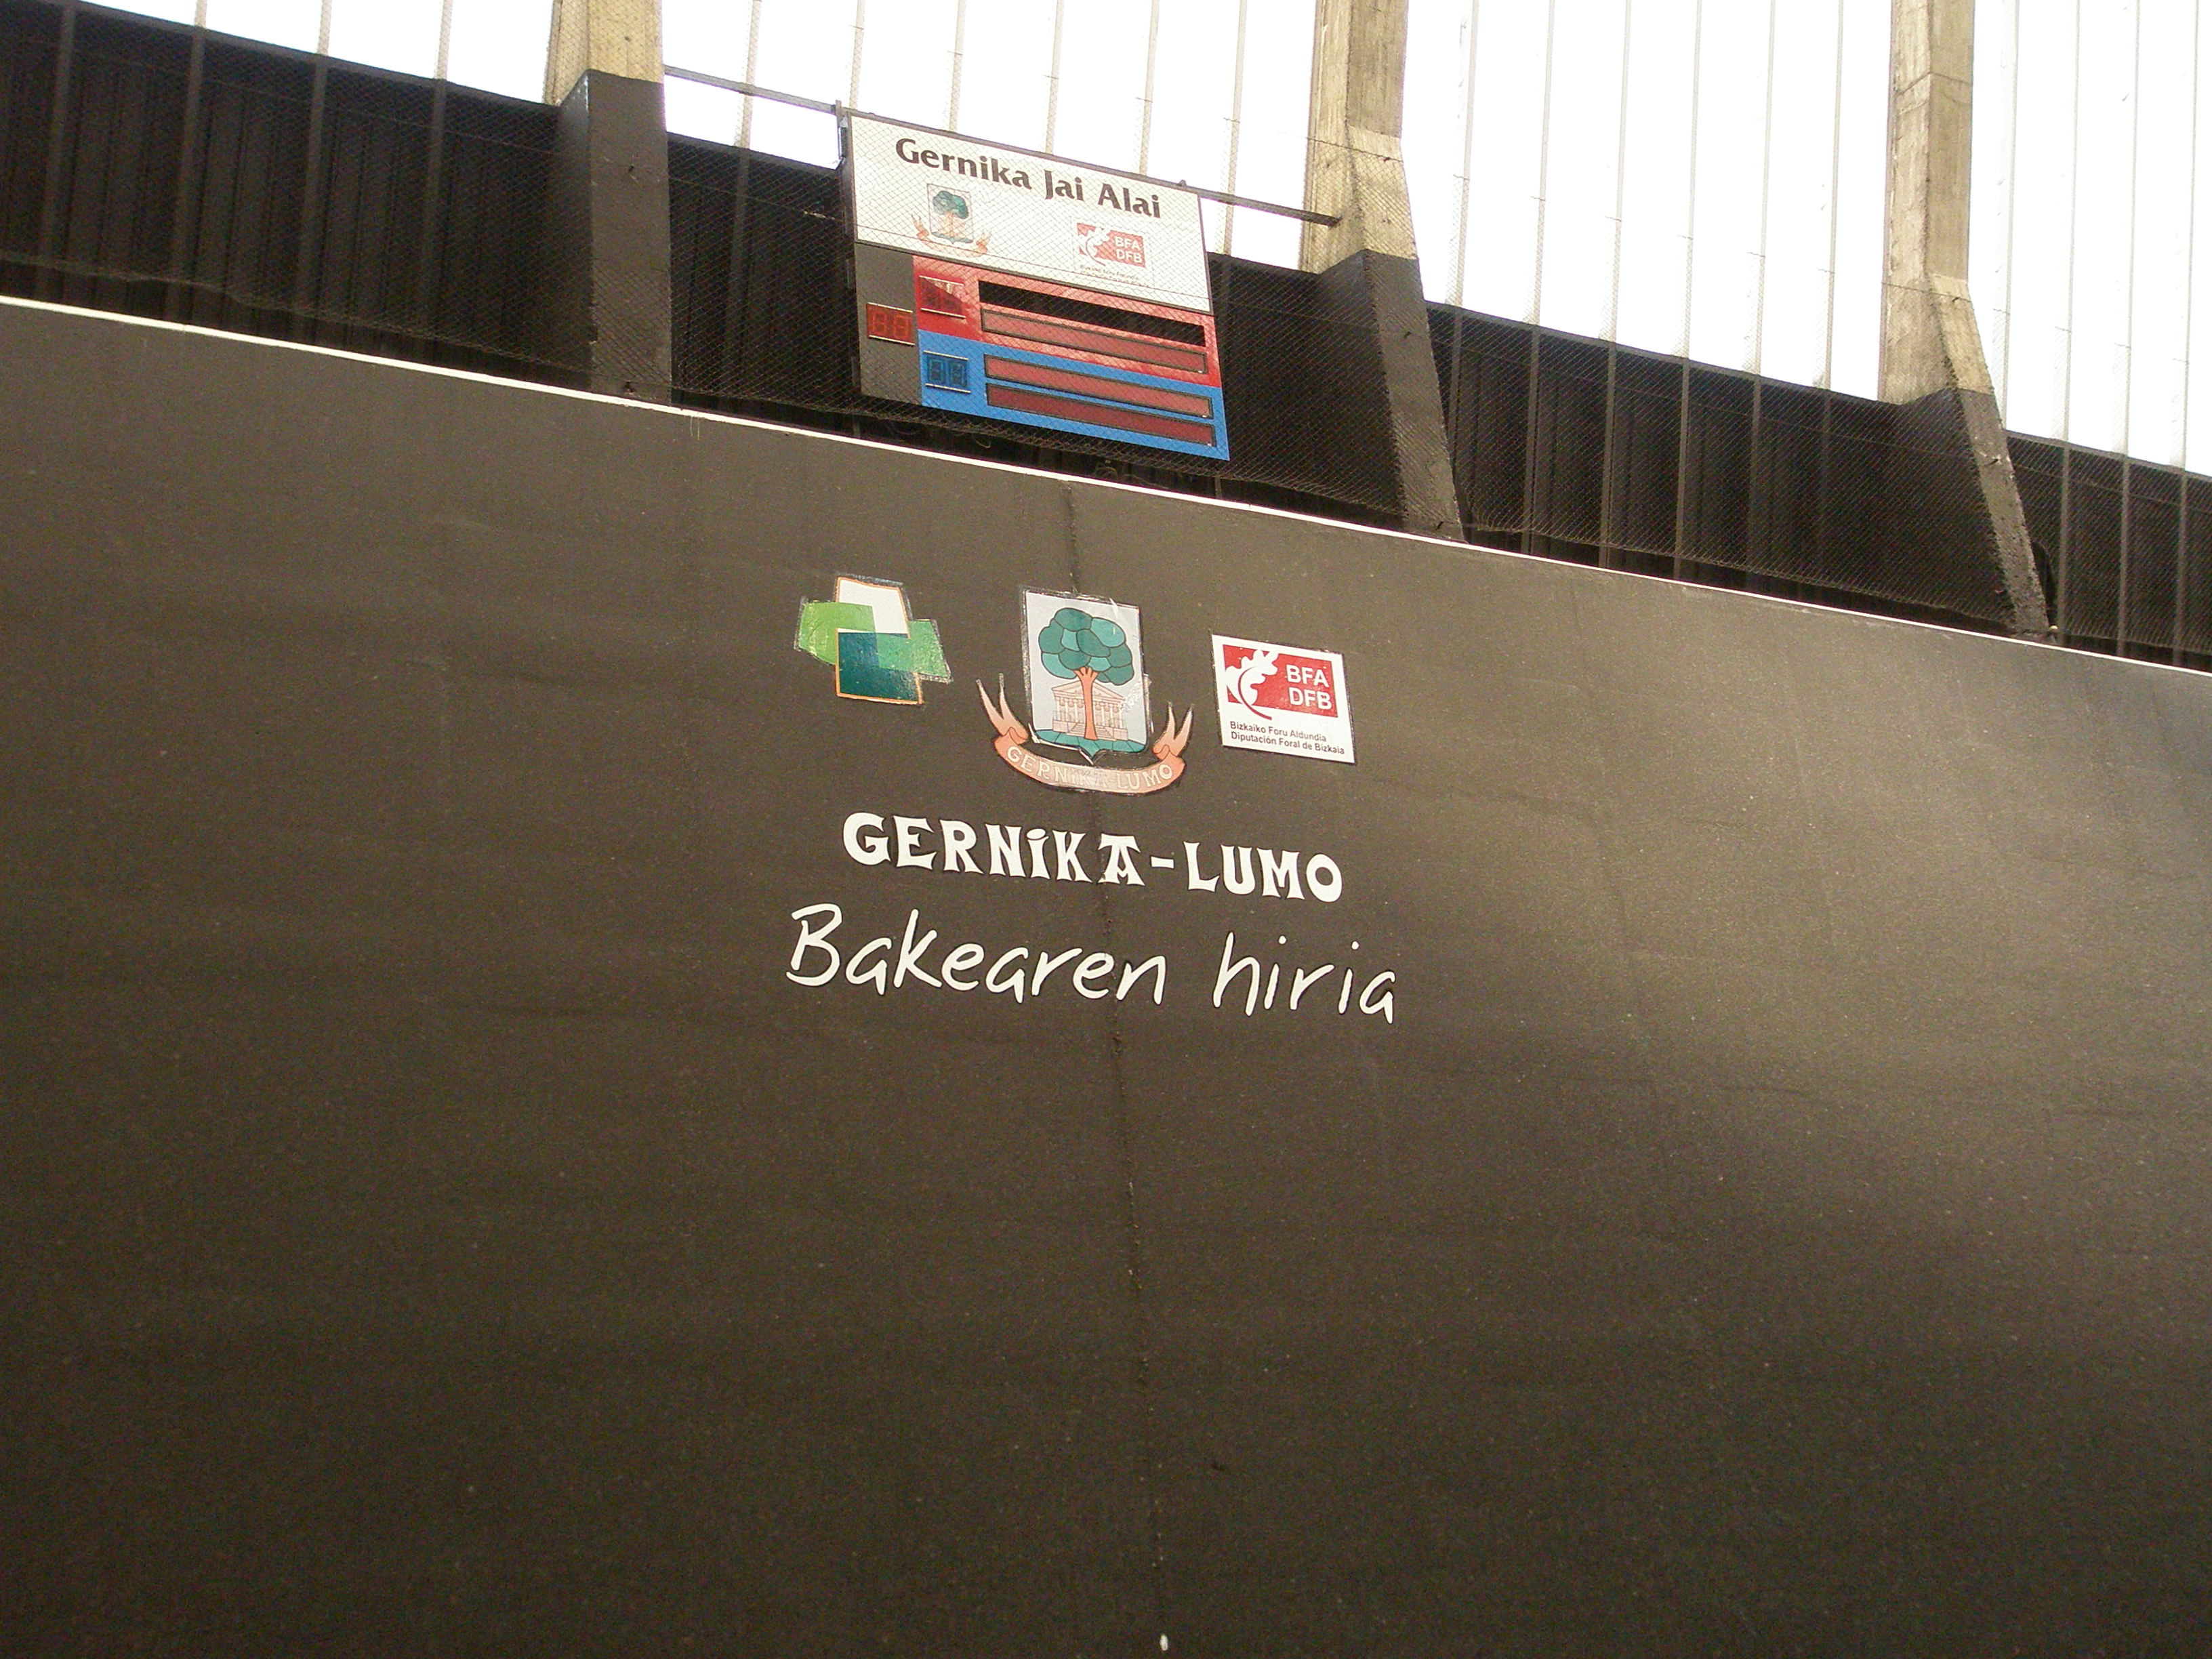 Gernika Jai Alai
BFA
DFB
BFA
DFB
Bizkaiko Foru Aldundia
Diputación Foral de Bizkaia
GERNIKA-LUMO
GERNIKA-LUMO
Bakearen hiria